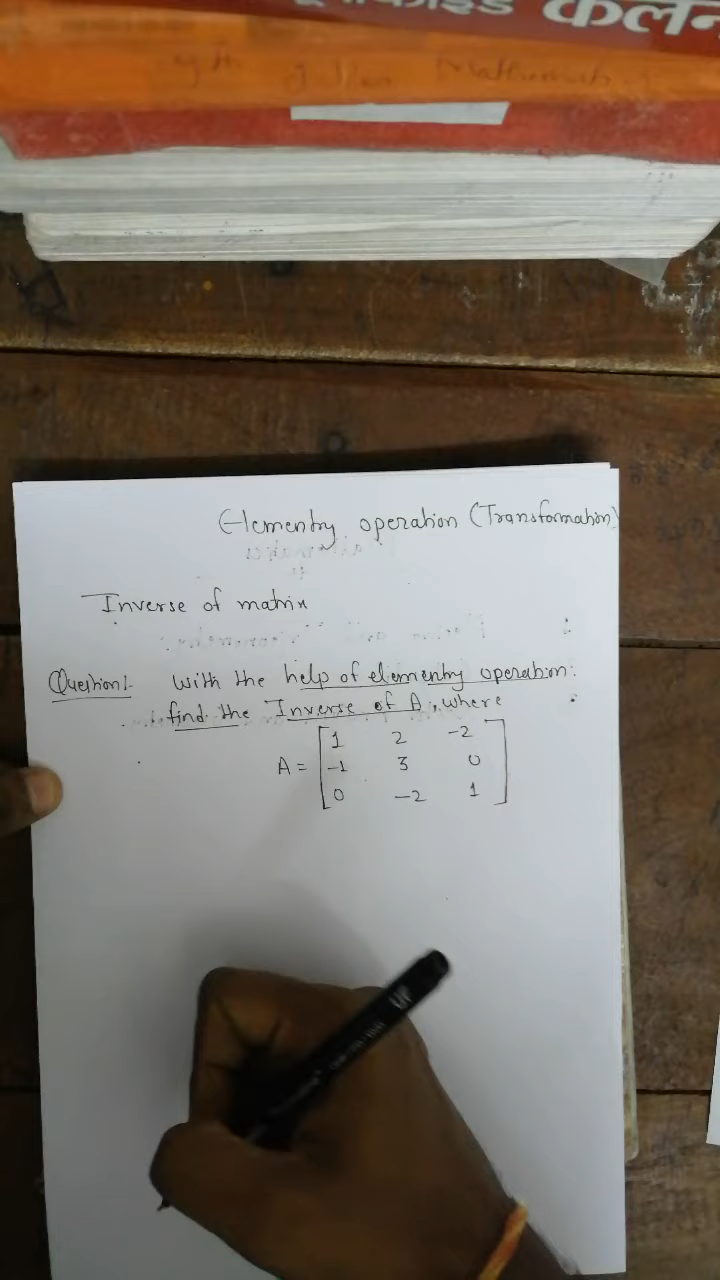 कलन
Elementry operation (Transformation)
Inverse of matrix
Question1. With the help of elementry operation:
find the Inverse of A, where
1 2 -2
A = -1 3 0
0 -2 1